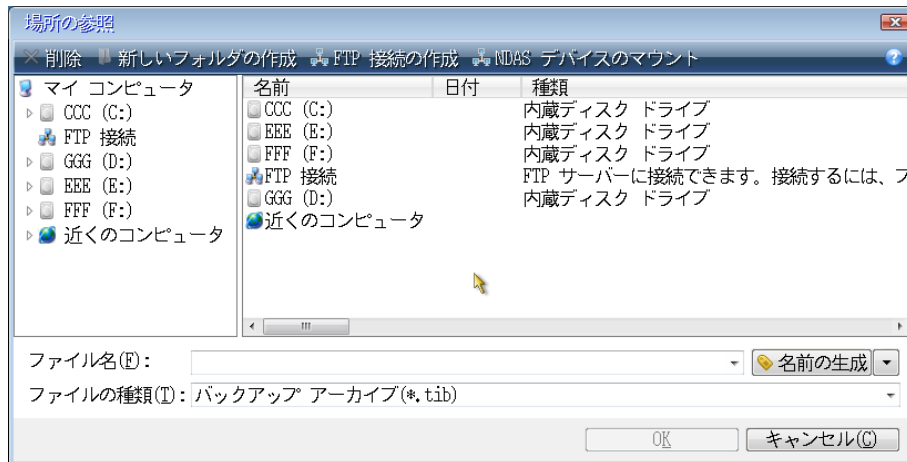 場所の参照
削除 新しいフォルダの作成 FTP 接続の作成 NDAS デバイスのマウント
マイ コンピュータ
CCC (C:)
FTP 接続
GGG (D:)
EEE (E:)
FFF (F:)
近くのコンピュータ
名前 日付 種類
CCC (C:) 内蔵ディスク ドライブ
EEE (E:) 内蔵ディスク ドライブ
FFF (F:) 内蔵ディスク ドライブ
FTP 接続 FTP サーバーに接続できます。接続するには、フ
GGG (D:) 内蔵ディスク ドライブ
近くのコンピュータ
ファイル名(F): 名前の生成
ファイルの種類(T): バックアップ アーカイブ(*.tib)
OK キャンセル(C)